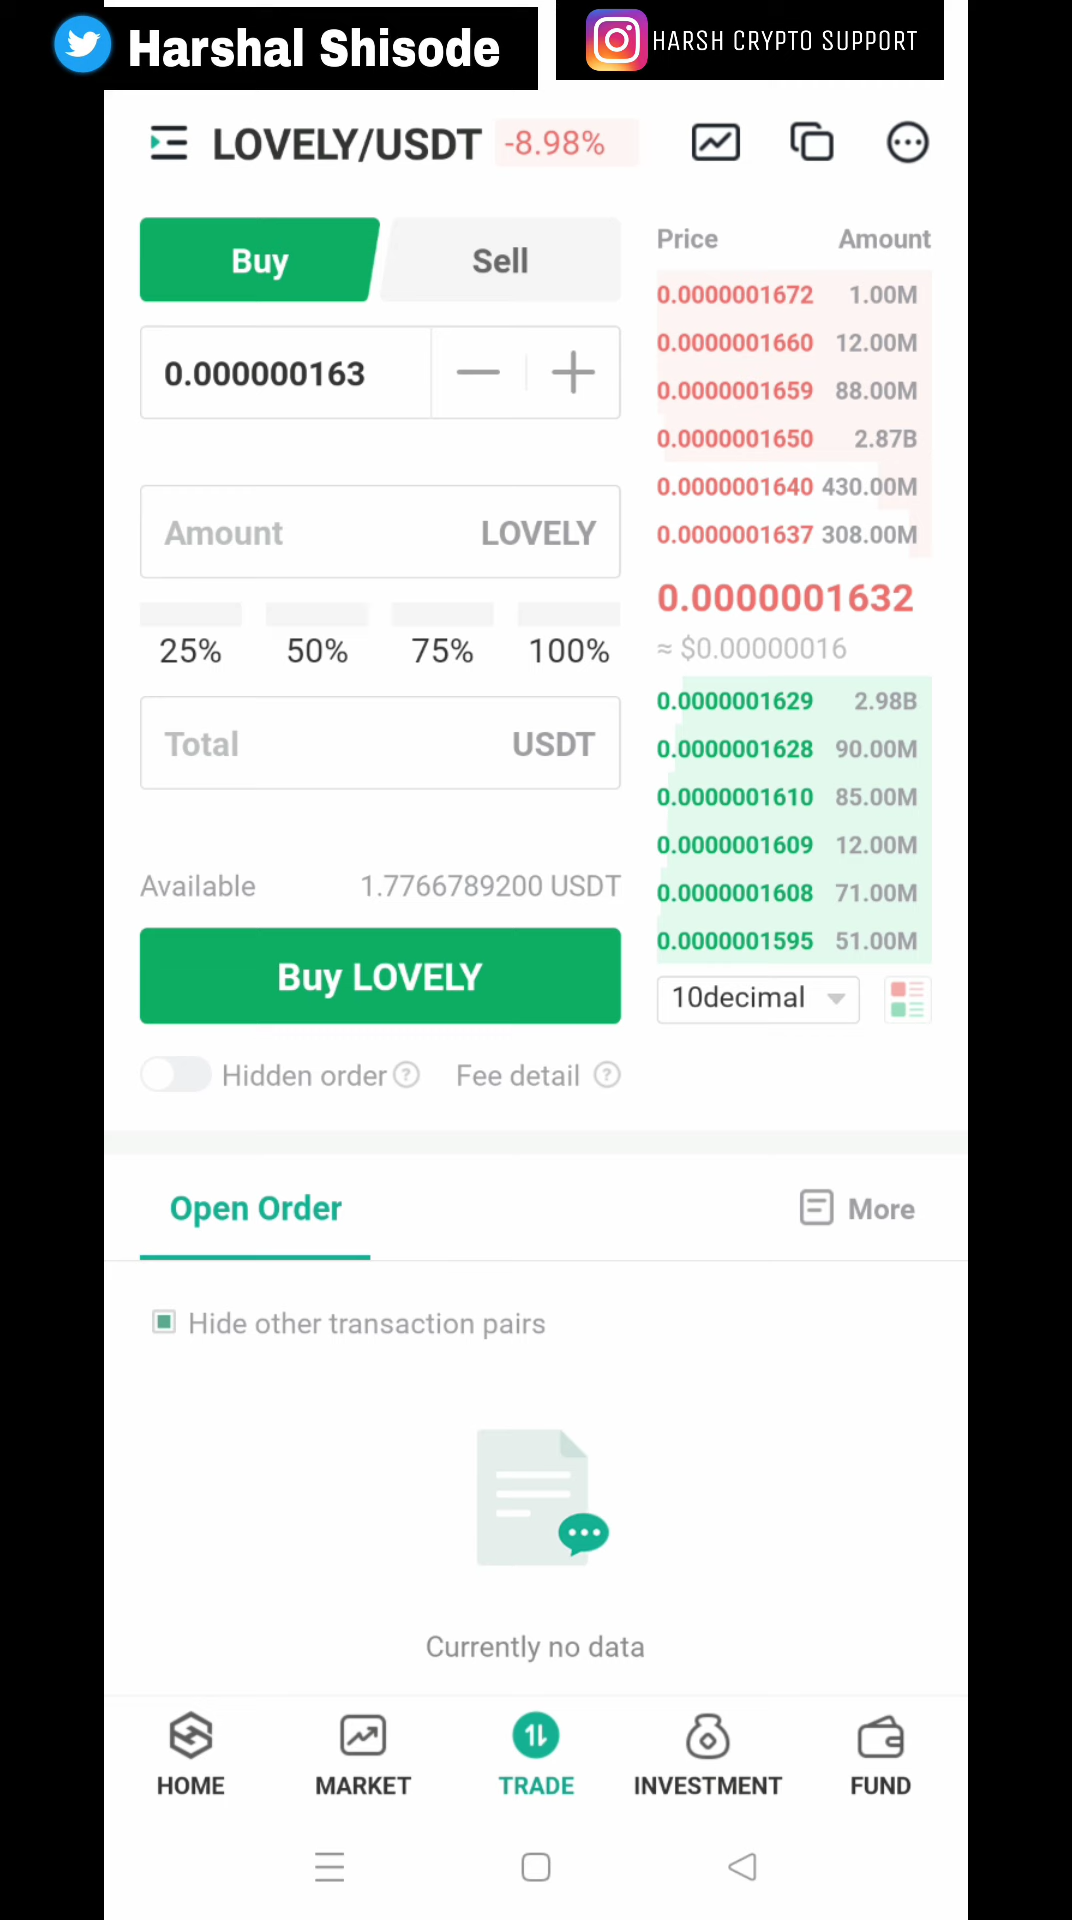 Harshal Shisode
HARSH CRYPTO SUPPORT
LOVELY/USDT -8.98%
Buy
Sell
0.000000163
Amount LOVELY
25% 50% 75% 100%
Total USDT
Available 1.7766789200 USDT
Buy LOVELY
Hidden order ? Fee detail ?
Price Amount
0.0000001672 1.00M
0.0000001660 12.00M
0.0000001659 88.00M
0.0000001650 2.87B
0.0000001640 430.00M
0.0000001637 308.00M
0.0000001632
≈ $0.00000016
0.0000001629 2.98B
0.0000001628 90.00M
0.0000001610 85.00M
0.0000001609 12.00M
0.0000001608 71.00M
0.0000001595 51.00M
10decimal
Open Order
More
Hide other transaction pairs
Currently no data
HOME MARKET TRADE INVESTMENT FUND